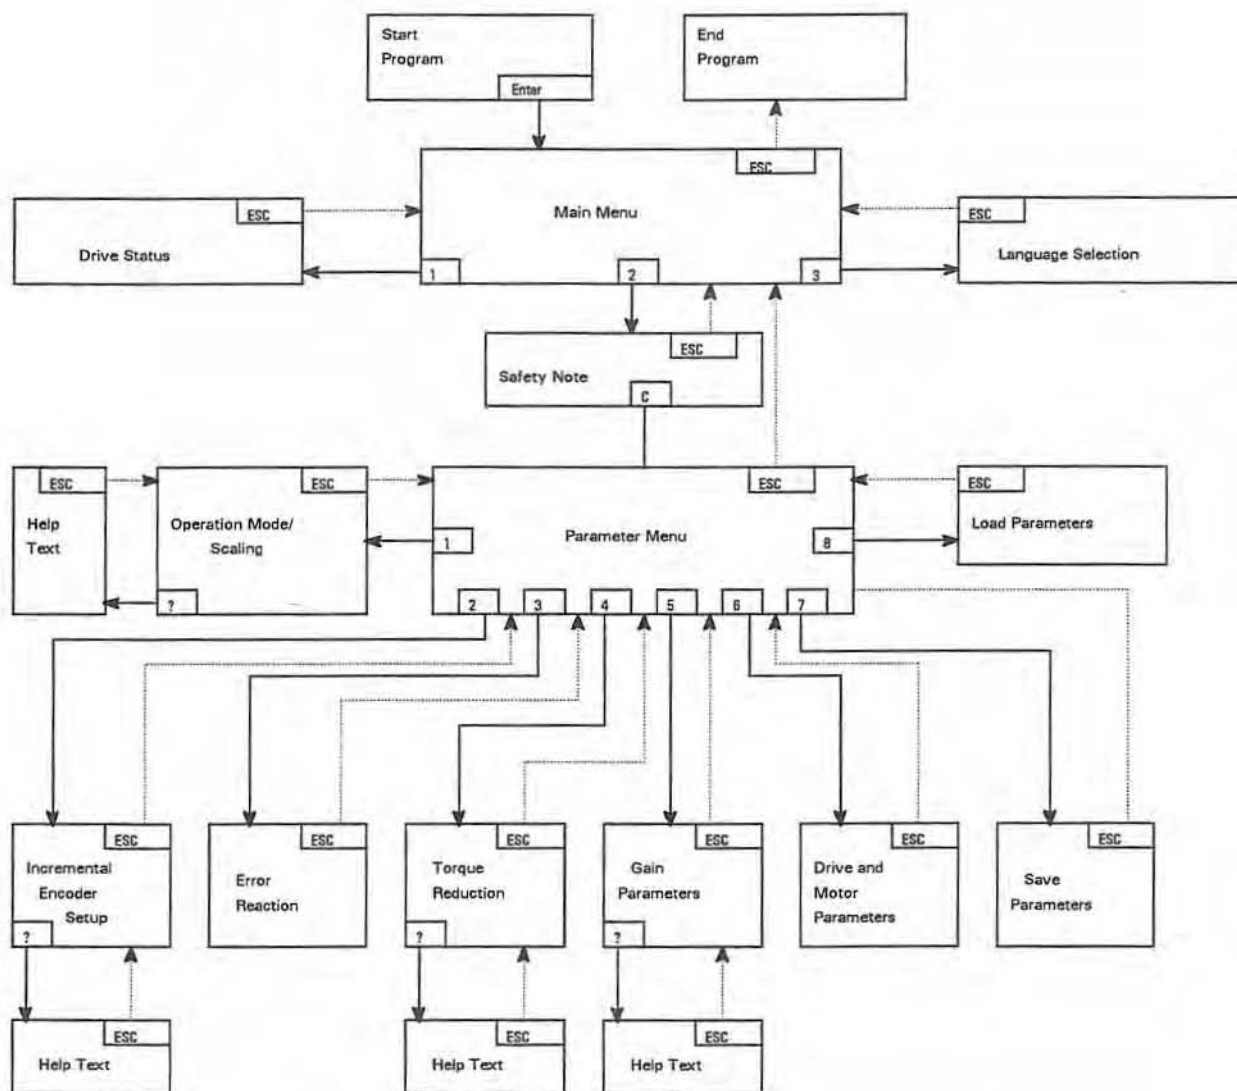 Start
Program
Enter
End
Program
ESC
Main Menu
1
2
3
ESC
Drive Status
ESC
Language Selection
ESC
Safety Note
C
ESC
Help
Text
ESC
Operation Mode/
Scaling
?
ESC
Parameter Menu
1
8
2
3
4
5
6
7
ESC
Load Parameters
ESC
Incremental
Encoder
Setup
?
ESC
Error
Reaction
ESC
Torque
Reduction
?
ESC
Gain
Parameters
?
ESC
Drive and
Motor
Parameters
ESC
Save
Parameters
ESC
Help Text
ESC
Help Text
ESC
Help Text